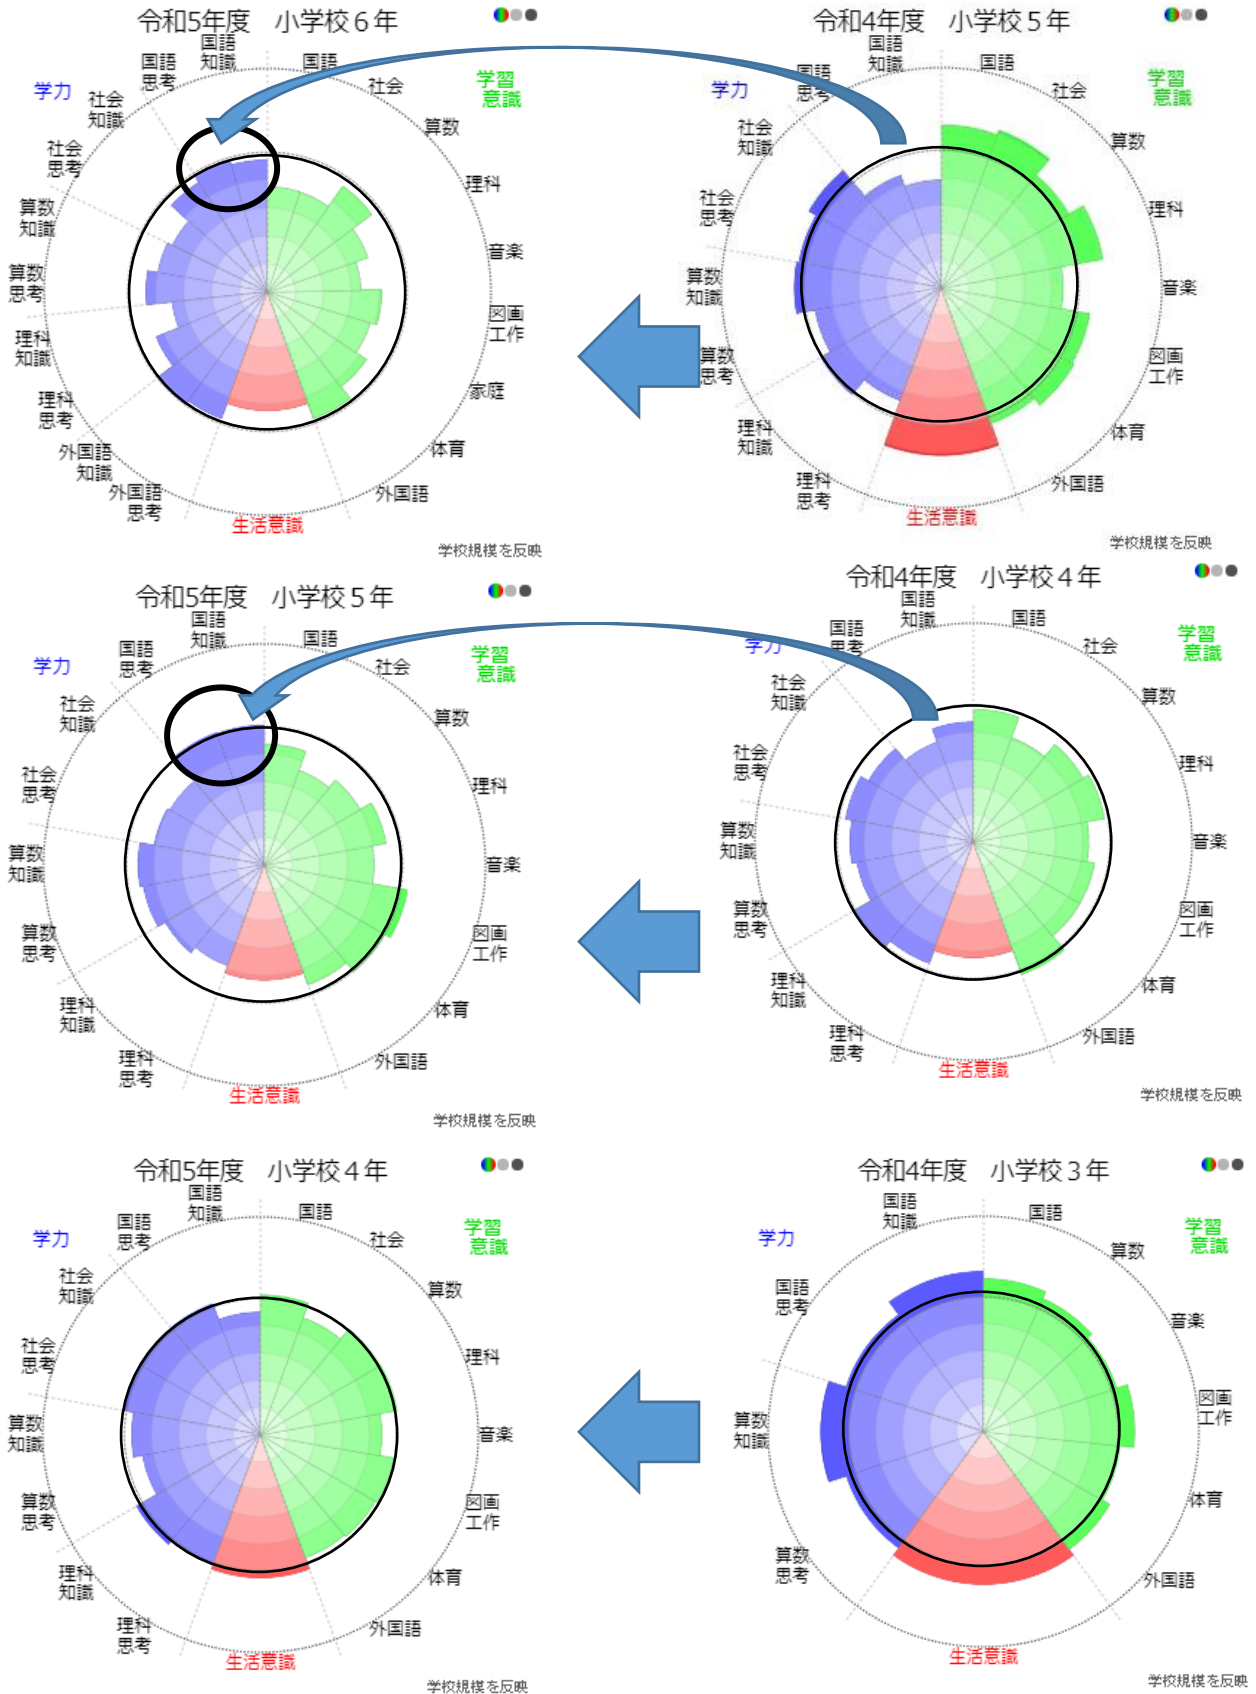 令和5年度　小学校６年
学力
学習
意識
国語
知識
国語
思考
社会
知識
社会
思考
算数
知識
算数
思考
理科
知識
理科
思考
外国語
知識
外国語
思考
国語
社会
算数
理科
音楽
図画
工作
家庭
体育
外国語
生活意識
学校規模を反映
令和4年度　小学校５年
学力
学習
意識
国語
知識
国語
思考
社会
知識
社会
思考
算数
知識
算数
思考
理科
知識
理科
思考
国語
社会
算数
理科
音楽
図画
工作
体育
外国語
生活意識
学校規模を反映
令和5年度　小学校５年
学力
学習
意識
国語
知識
国語
思考
社会
知識
社会
思考
算数
知識
算数
思考
理科
知識
理科
思考
国語
社会
算数
理科
音楽
図画
工作
体育
外国語
生活意識
学校規模を反映
令和4年度　小学校４年
学力
学習
意識
国語
知識
国語
思考
社会
知識
社会
思考
算数
知識
算数
思考
理科
知識
理科
思考
国語
社会
算数
理科
音楽
図画
工作
体育
外国語
生活意識
学校規模を反映
令和5年度　小学校４年
学力
学習
意識
国語
知識
国語
思考
社会
知識
社会
思考
算数
知識
算数
思考
理科
知識
理科
思考
国語
社会
算数
理科
音楽
図画
工作
体育
外国語
生活意識
学校規模を反映
令和4年度　小学校３年
学力
学習
意識
国語
知識
国語
思考
算数
知識
算数
思考
国語
算数
音楽
図画
工作
体育
外国語
生活意識
学校規模を反映